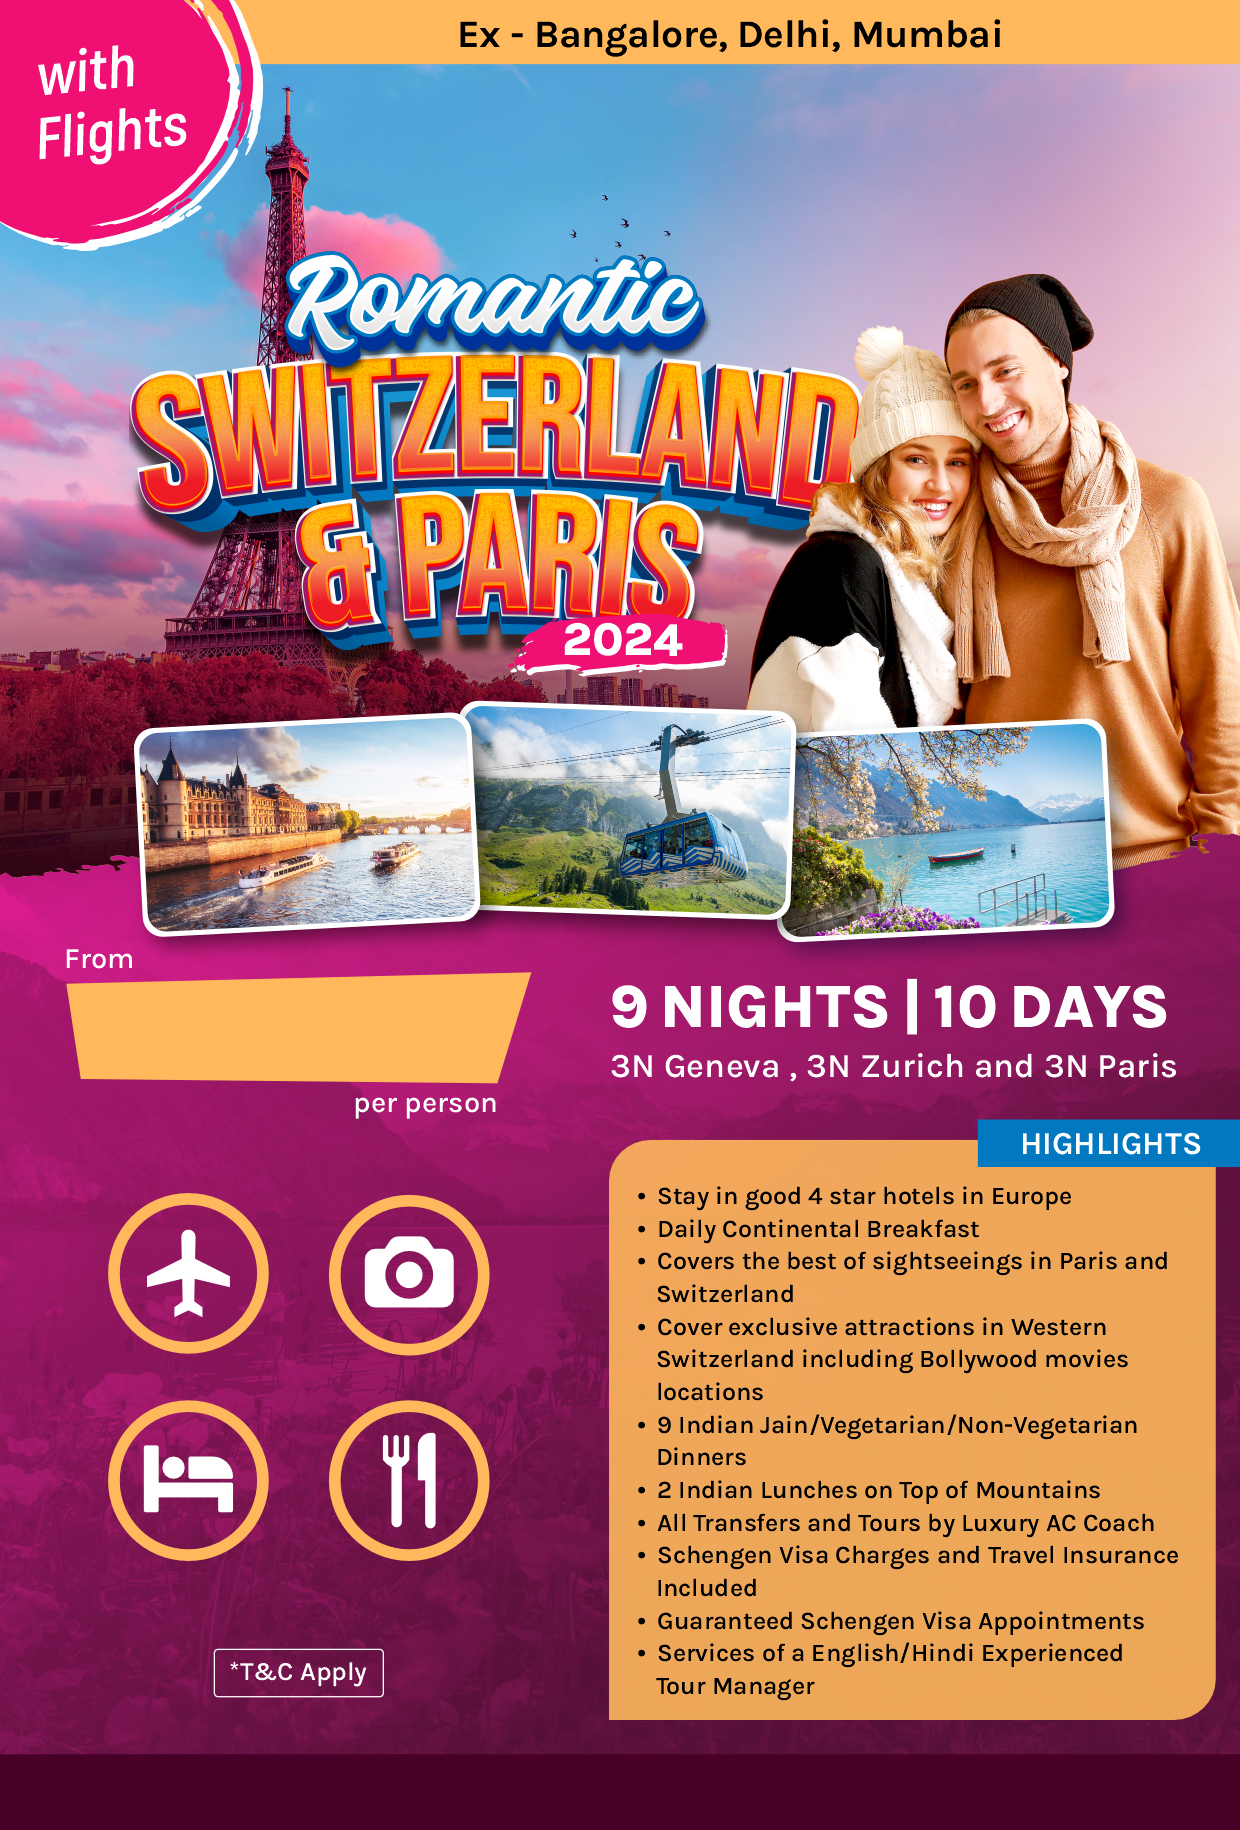 Ex - Bangalore, Delhi, Mumbai
with
Flights
Romantic
SWITZERLAND
& PARIS
2024
From
per person
9 NIGHTS | 10 DAYS
3N Geneva , 3N Zurich and 3N Paris
HIGHLIGHTS
• Stay in good 4 star hotels in Europe
• Daily Continental Breakfast
• Covers the best of sightseeings in Paris and
Switzerland
• Cover exclusive attractions in Western
Switzerland including Bollywood movies
locations
• 9 Indian Jain/Vegetarian/Non-Vegetarian
Dinners
• 2 Indian Lunches on Top of Mountains
• All Transfers and Tours by Luxury AC Coach
• Schengen Visa Charges and Travel Insurance
Included
• Guaranteed Schengen Visa Appointments
• Services of a English/Hindi Experienced
Tour Manager
*T&C Apply